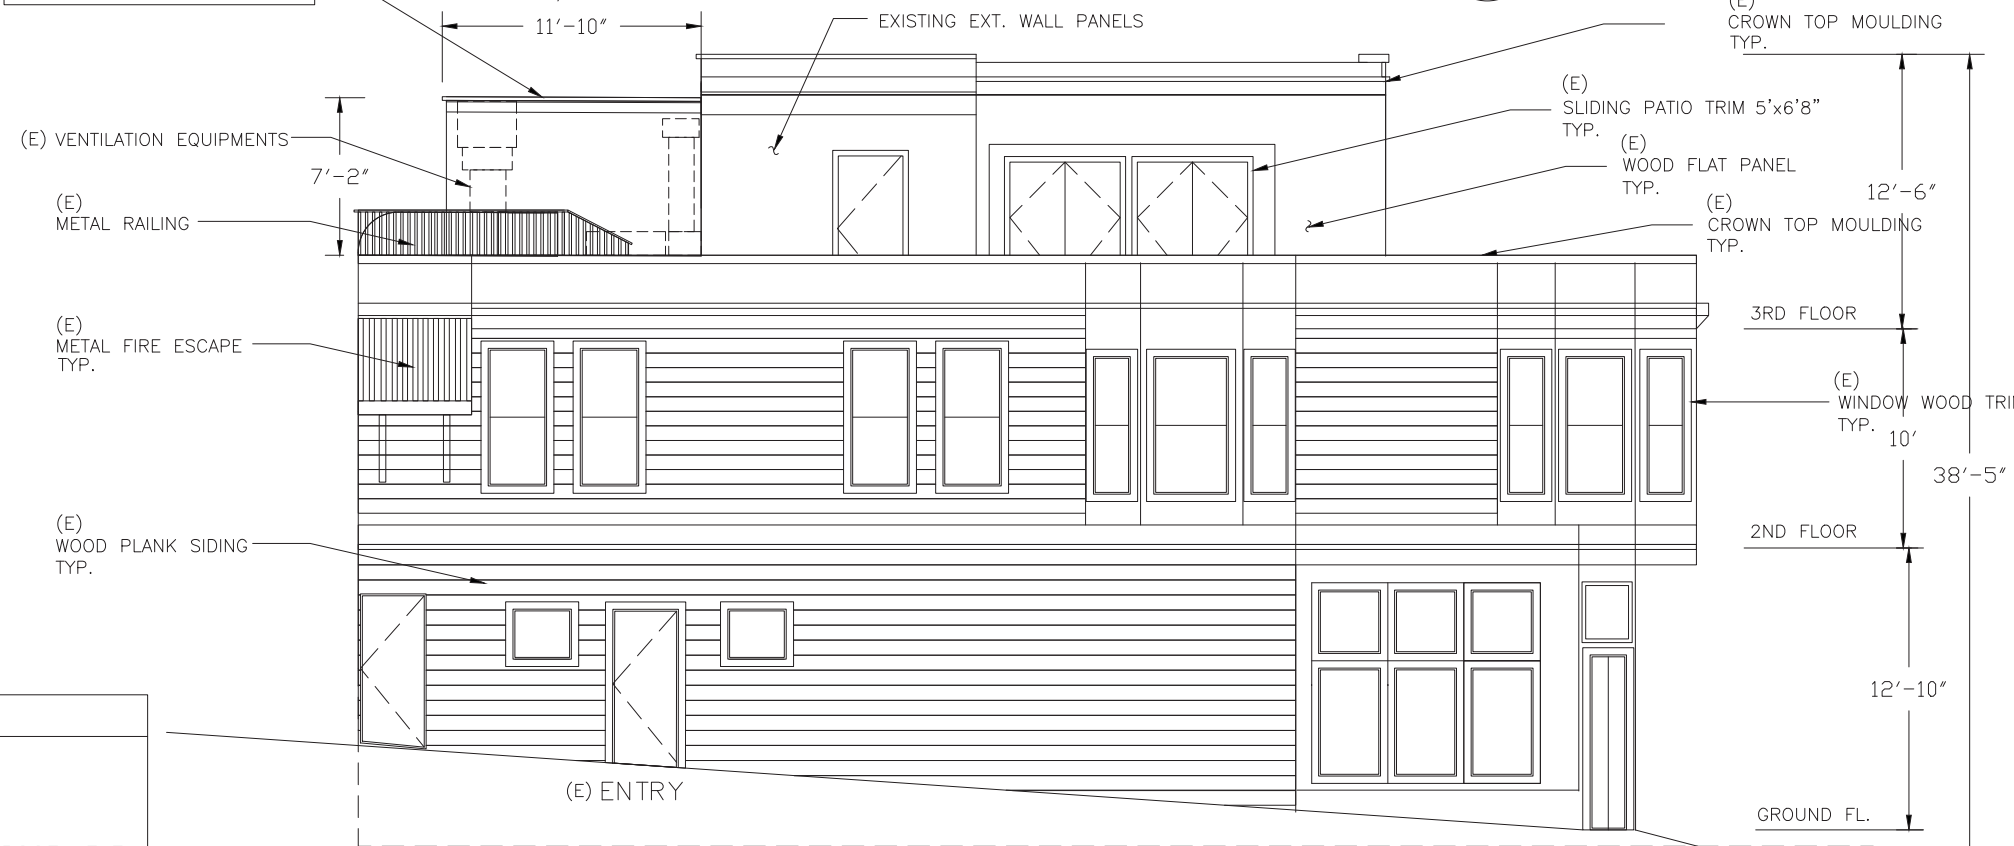 11'-10"
EXISTING EXT. WALL PANELS
(E)
CROWN TOP MOULDING
TYP.
(E)
SLIDING PATIO TRIM 5'x6'8"
TYP.
(E) VENTILATION EQUIPMENTS
7'-2"
(E)
WOOD FLAT PANEL
TYP.
12'-6"
(E)
METAL RAILING
(E)
CROWN TOP MOULDING
TYP.
3RD FLOOR
(E)
METAL FIRE ESCAPE
TYP.
(E)
WINDOW WOOD TRI
TYP.
10'
38'-5"
(E)
WOOD PLANK SIDING
TYP.
2ND FLOOR
12'-10"
(E) ENTRY
GROUND FL.